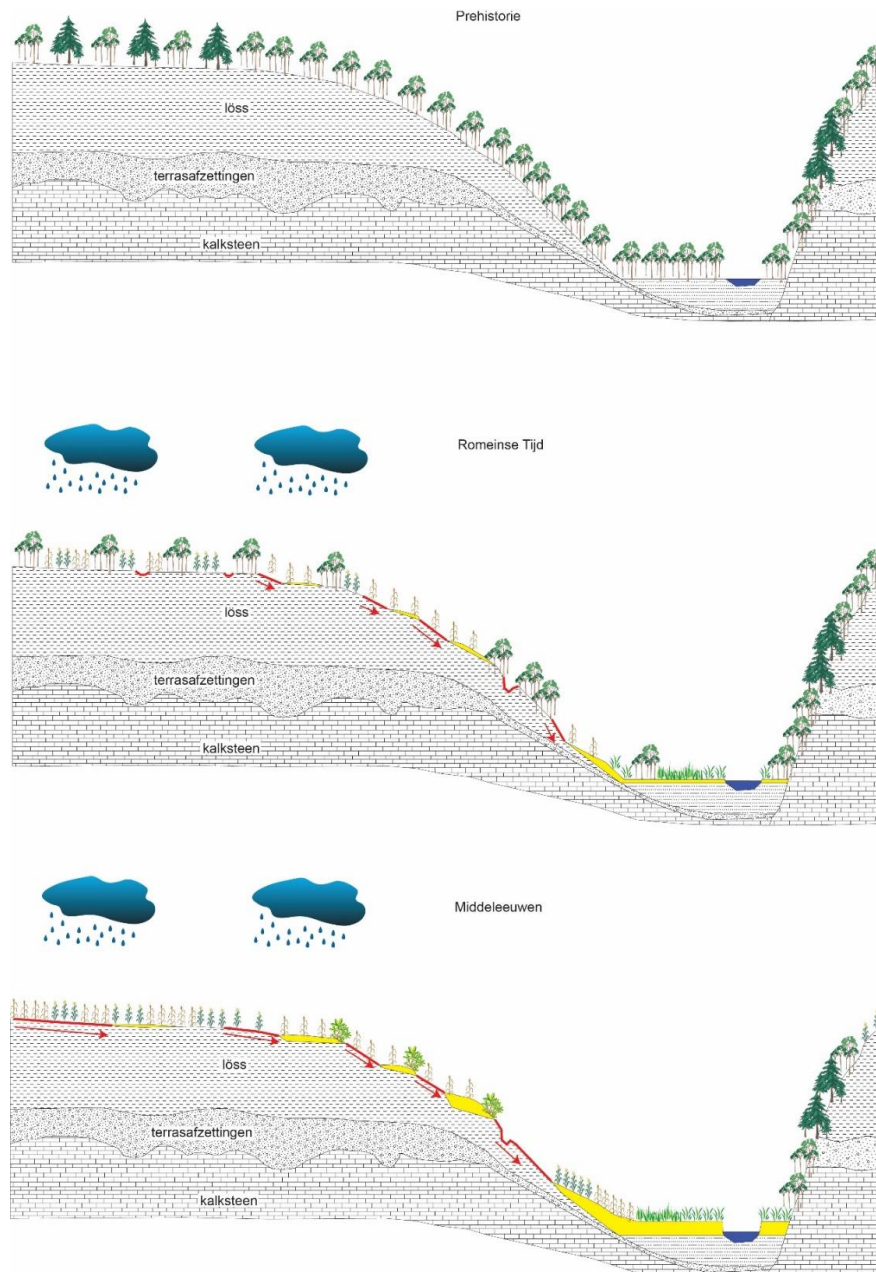 Prehistorie
löss
terrasafzettingen
kalksteen
Romeinse Tijd
löss
terrasafzettingen
kalksteen
Middeleeuwen
löss
terrasafzettingen
kalksteen